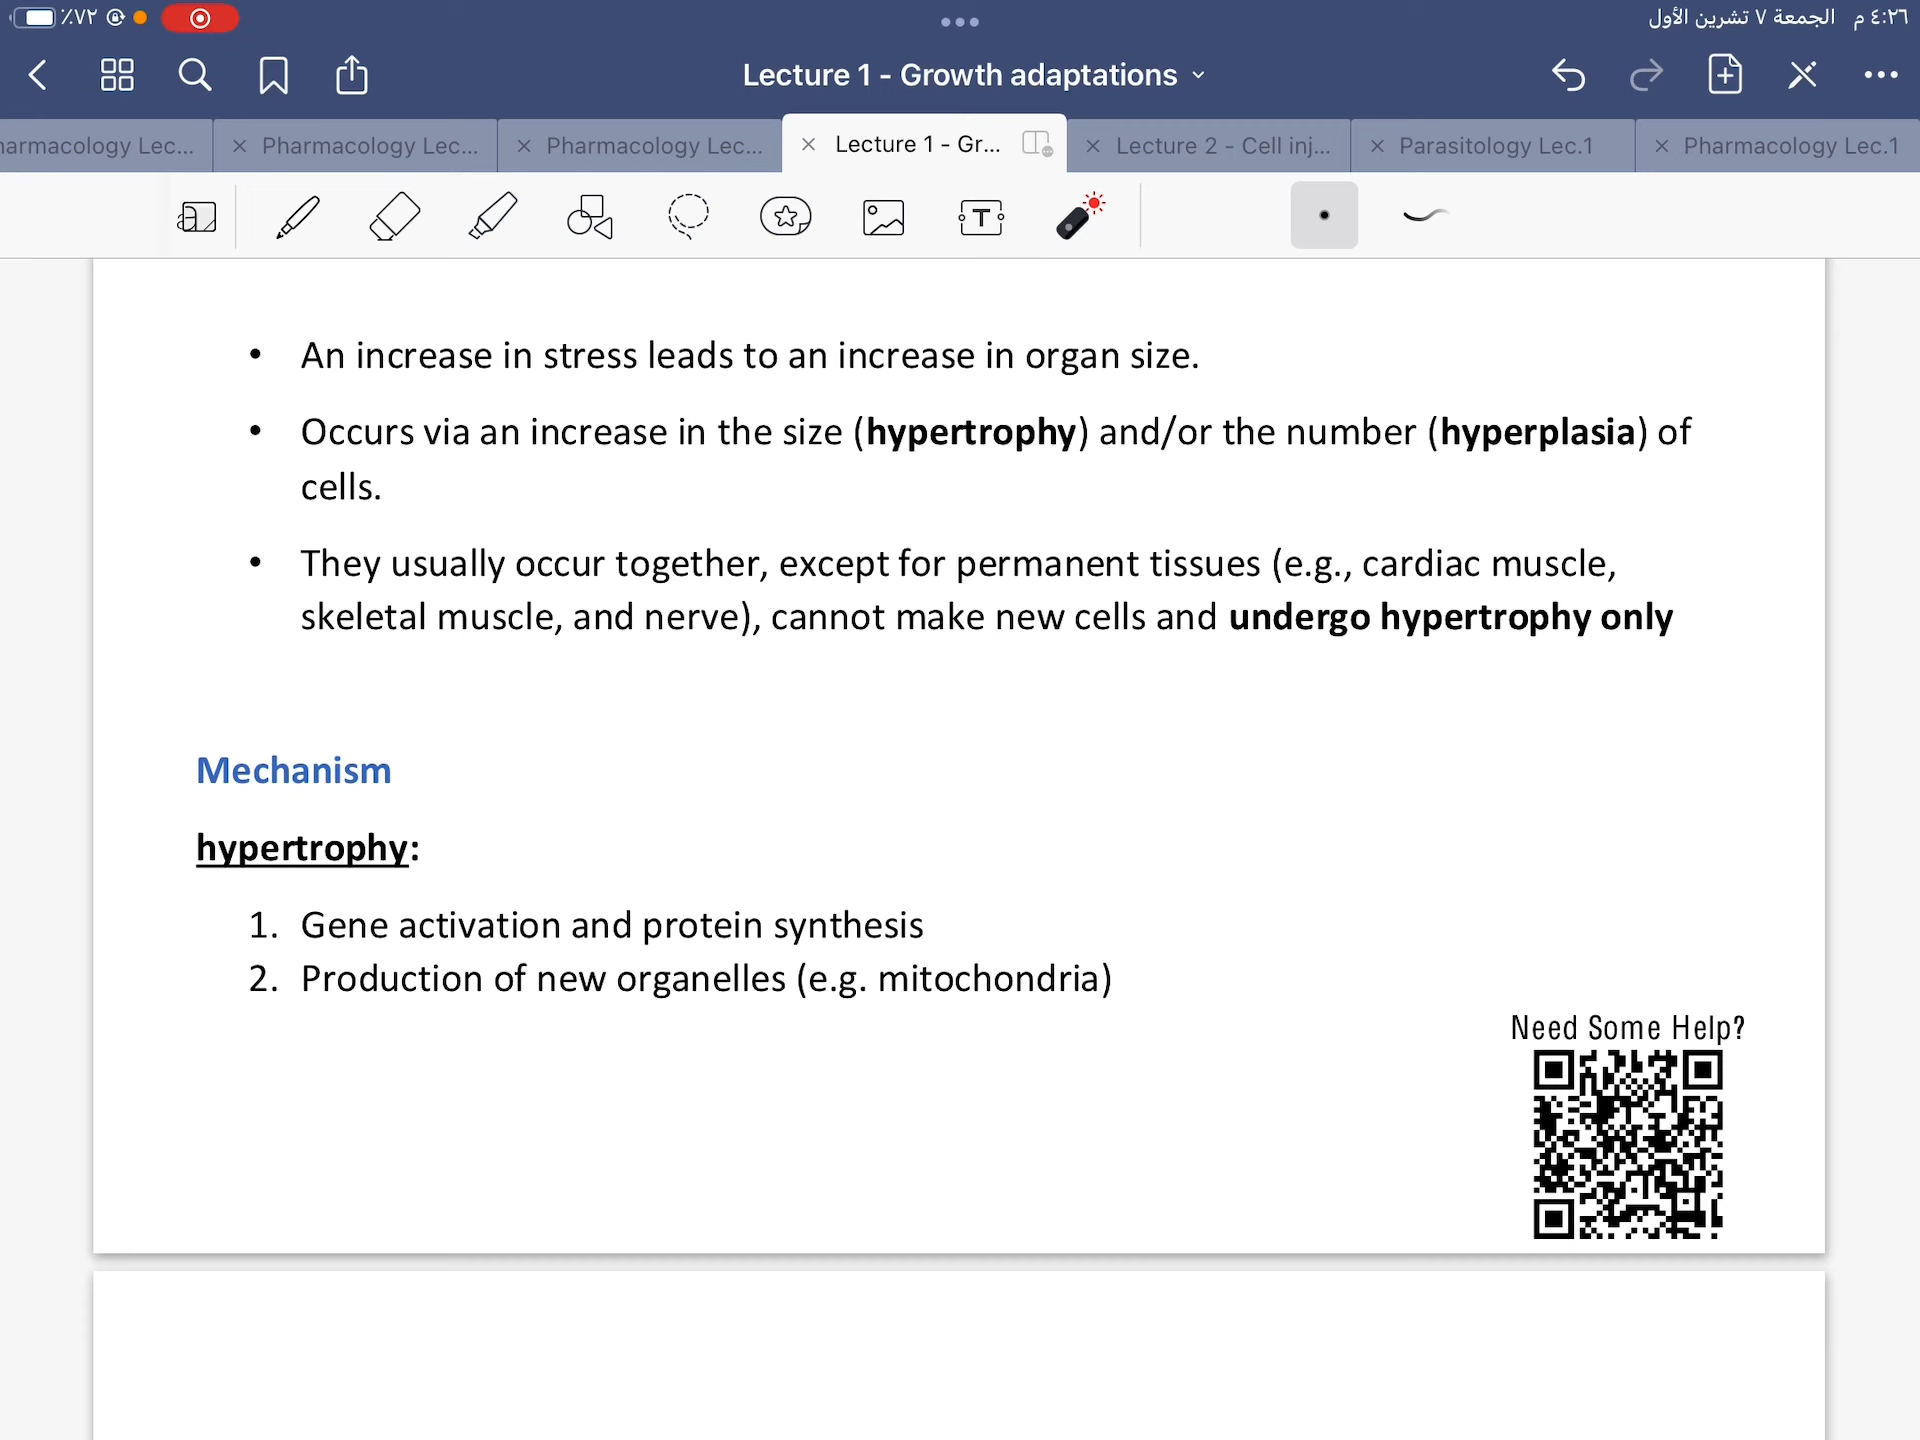 ٪٧٢
٤:٢٦ م الجمعة ٧ تشرين الأول
Lecture 1 - Growth adaptations
armacology Lec...
Pharmacology Lec...
Pharmacology Lec...
Lecture 1 - Gr...
Lecture 2 - Cell inj...
Parasitology Lec.1
Pharmacology Lec.1
• An increase in stress leads to an increase in organ size.
• Occurs via an increase in the size (hypertrophy) and/or the number (hyperplasia) of
cells.
• They usually occur together, except for permanent tissues (e.g., cardiac muscle,
skeletal muscle, and nerve), cannot make new cells and undergo hypertrophy only
Mechanism
hypertrophy:
1. Gene activation and protein synthesis
2. Production of new organelles (e.g. mitochondria)
Need Some Help?